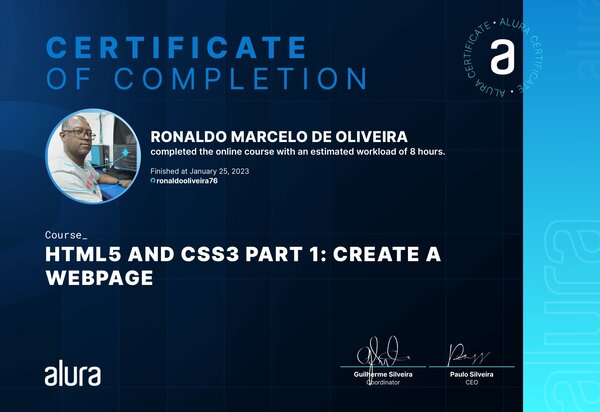 CERTIFICATE
OF COMPLETION
ALURA CERTIFICATE • ALURA CERTIFICATE •
a
RONALDO MARCELO DE OLIVEIRA
completed the online course with an estimated workload of 8 hours.
Finished at January 25, 2023
ronaldooliveira76
Course_
HTML5 AND CSS3 PART 1: CREATE A
WEBPAGE
Guilherme Silveira
Coordinator
Paulo Silveira
CEO
alura
alura
alura